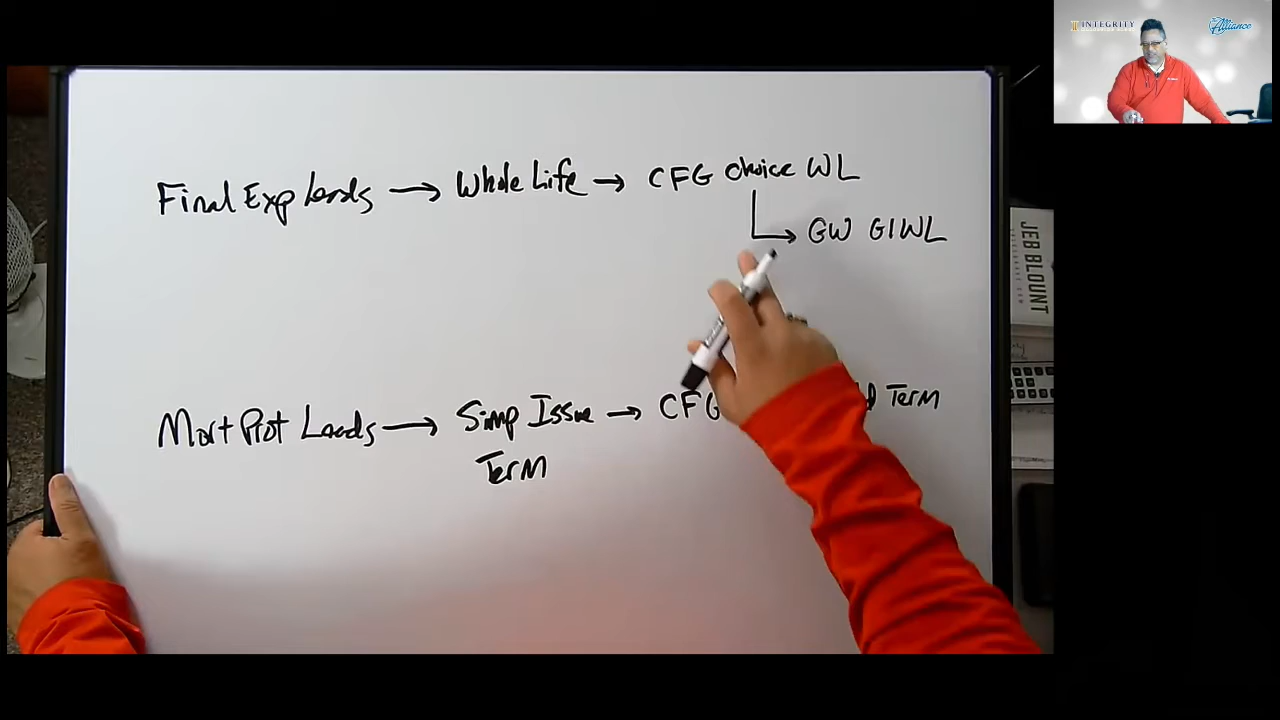 INTEGRITY
Alliance
Final Exp Leads → Whole Life → CFG Choice WL
→ GW GIWL
JEB BLOUNT
Mort Prot Leads → Simp Issue → CFG Term
Term